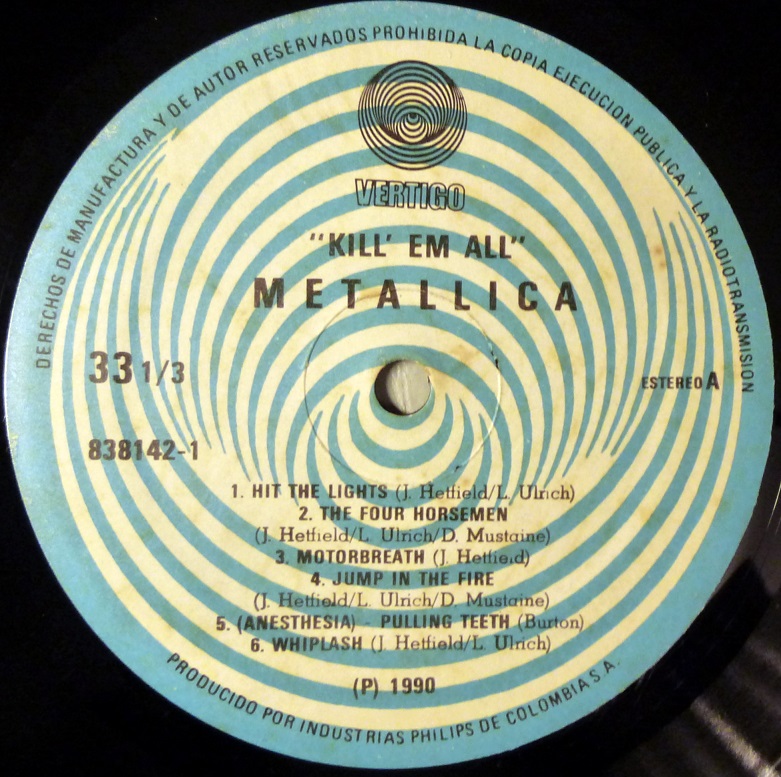 DERECHOS DE MANUFACTURA Y DE AUTOR RESERVADOS PROHIBIDA LA COPIA EJECUCION PUBLICA Y LA RADIOTRANSMISION
VERTIGO
"KILL' EM ALL"
METALLICA
33 1/3
ESTEREO A
838142-1
1. HIT THE LIGHTS (J. Hetfield/L. Ulrich)
2. THE FOUR HORSEMEN
(J. Hetfield/L. Ulrich/D. Mustaine)
3. MOTORBREATH (J. Hetfield)
4. JUMP IN THE FIRE
(J. Hetfield/L. Ulrich/D. Mustaine)
5. (ANESTHESIA) - PULLING TEETH (Burton)
6. WHIPLASH (J. Hetfield/L. Ulrich)
(P) 1990
PRODUCIDO POR INDUSTRIAS PHILIPS DE COLOMBIA S.A.